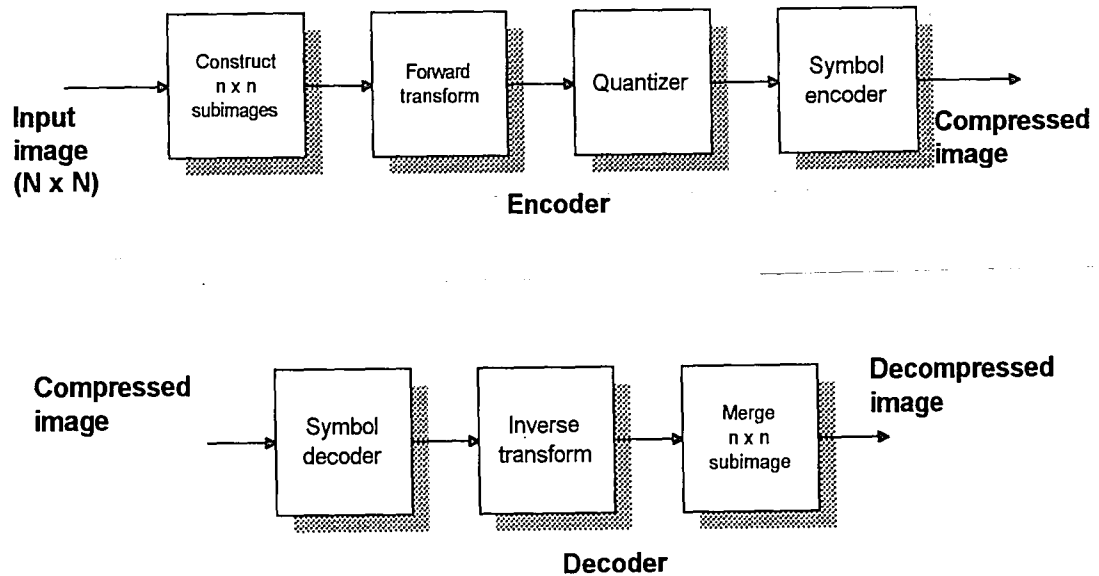 Input
image
(N x N)
Construct
n x n
subimages
Forward
transform
Quantizer
Symbol
encoder
Compressed
image
Encoder
Compressed
image
Symbol
decoder
Inverse
transform
Merge
n x n
subimage
Decompressed
image
Decoder